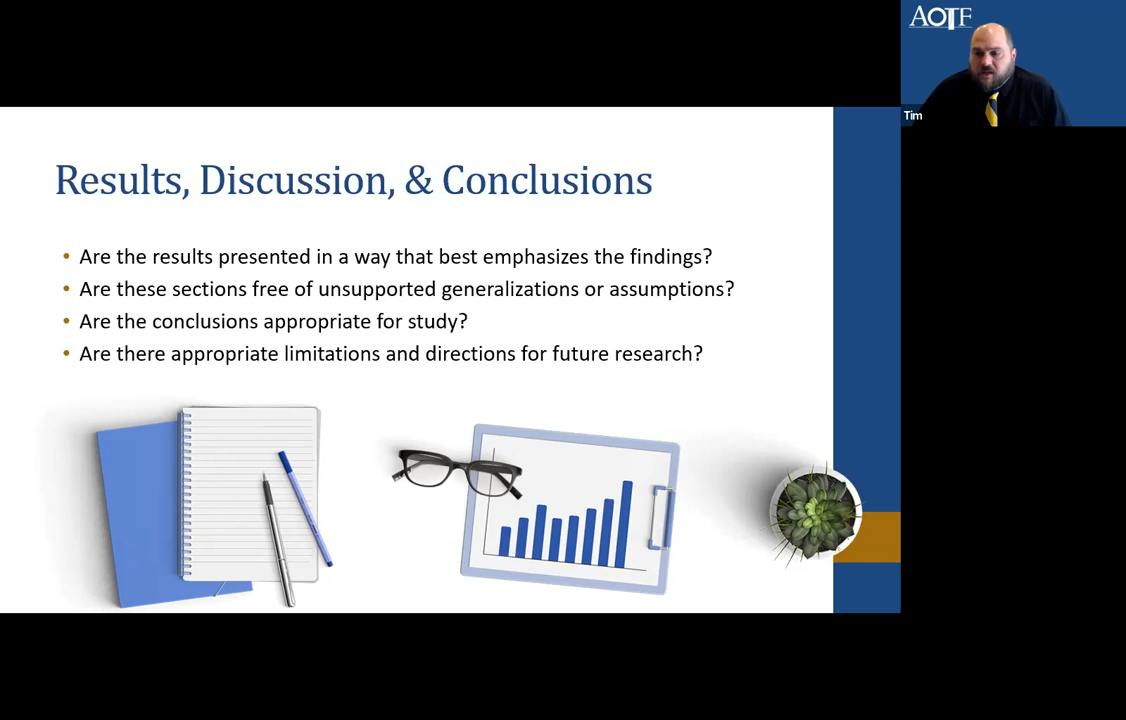 AOTF
Tim
Results, Discussion, & Conclusions
• Are the results presented in a way that best emphasizes the findings?
• Are these sections free of unsupported generalizations or assumptions?
• Are the conclusions appropriate for study?
• Are there appropriate limitations and directions for future research?